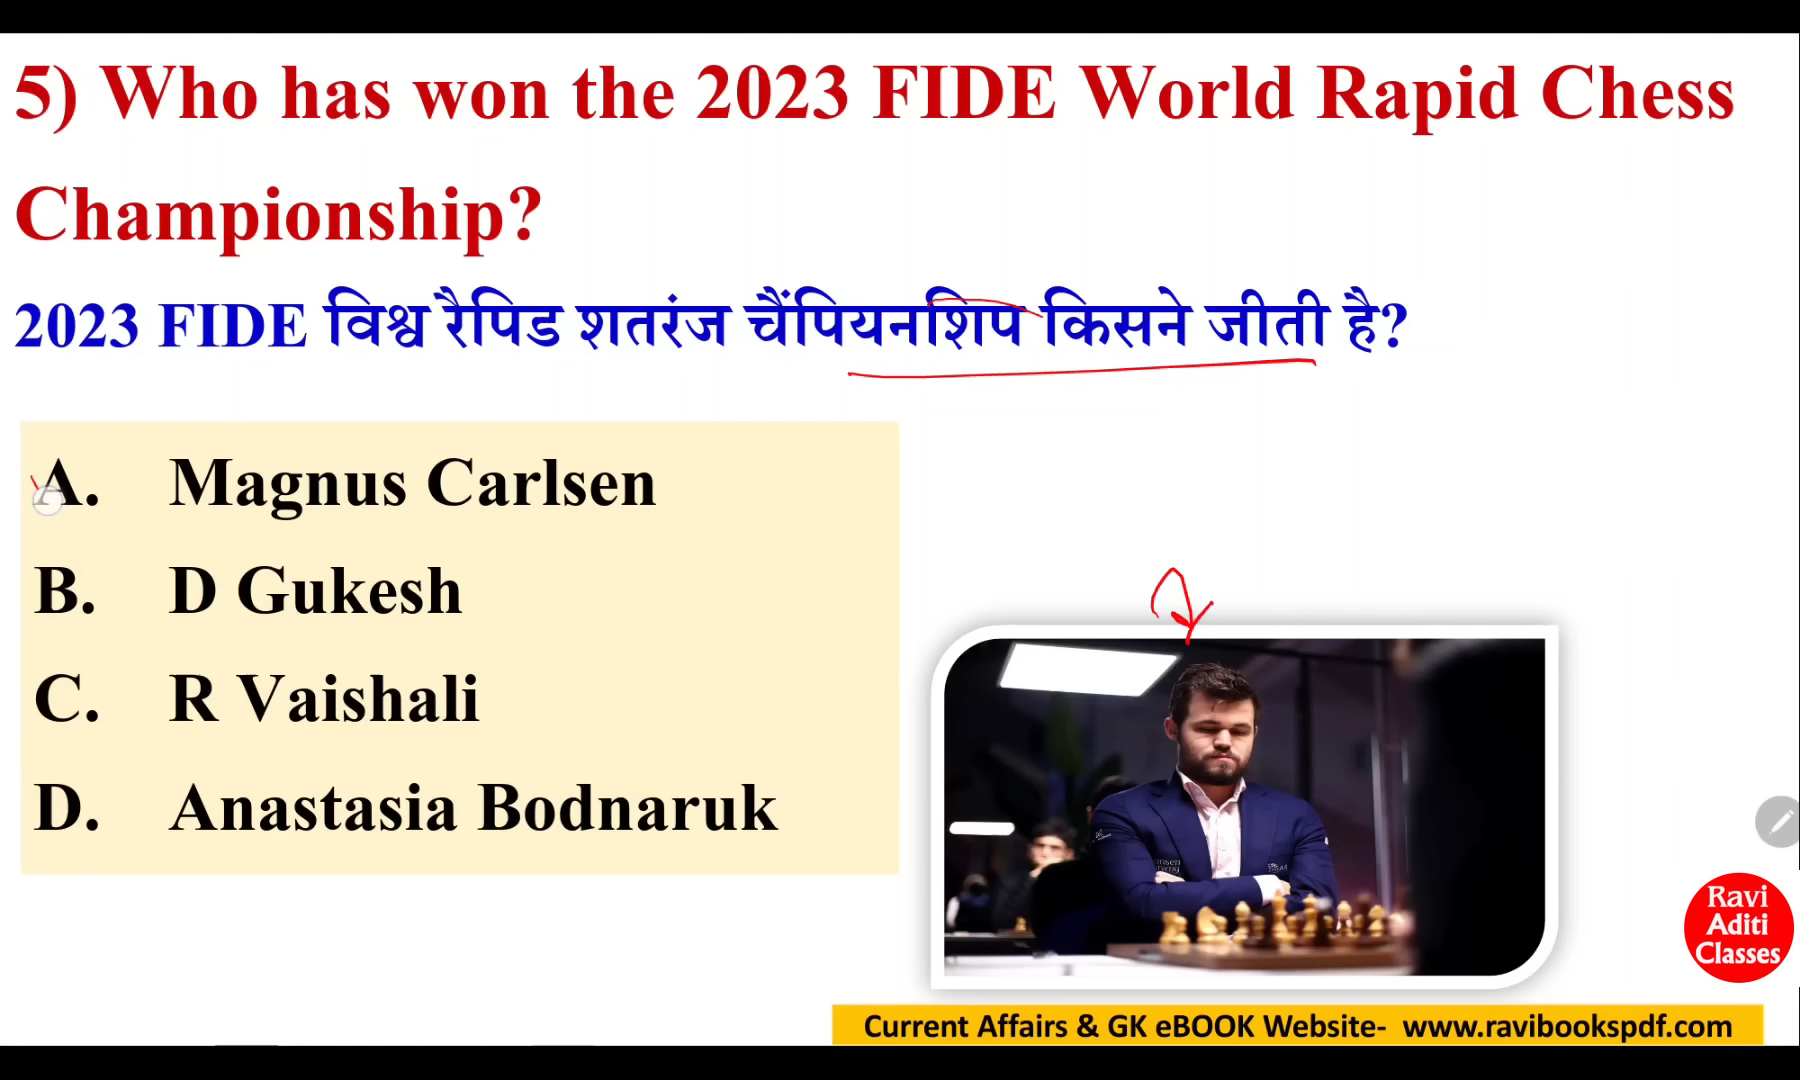 5) Who has won the 2023 FIDE World Rapid Chess
Championship?
2023 FIDE विश्व रैपिड शतरंज चैंपियनशिप किसने जीती है?
A. Magnus Carlsen
B. D Gukesh
C. R Vaishali
D. Anastasia Bodnaruk
Ravi
Aditi
Classes
Current Affairs & GK eBOOK Website- www.ravibookspdf.com